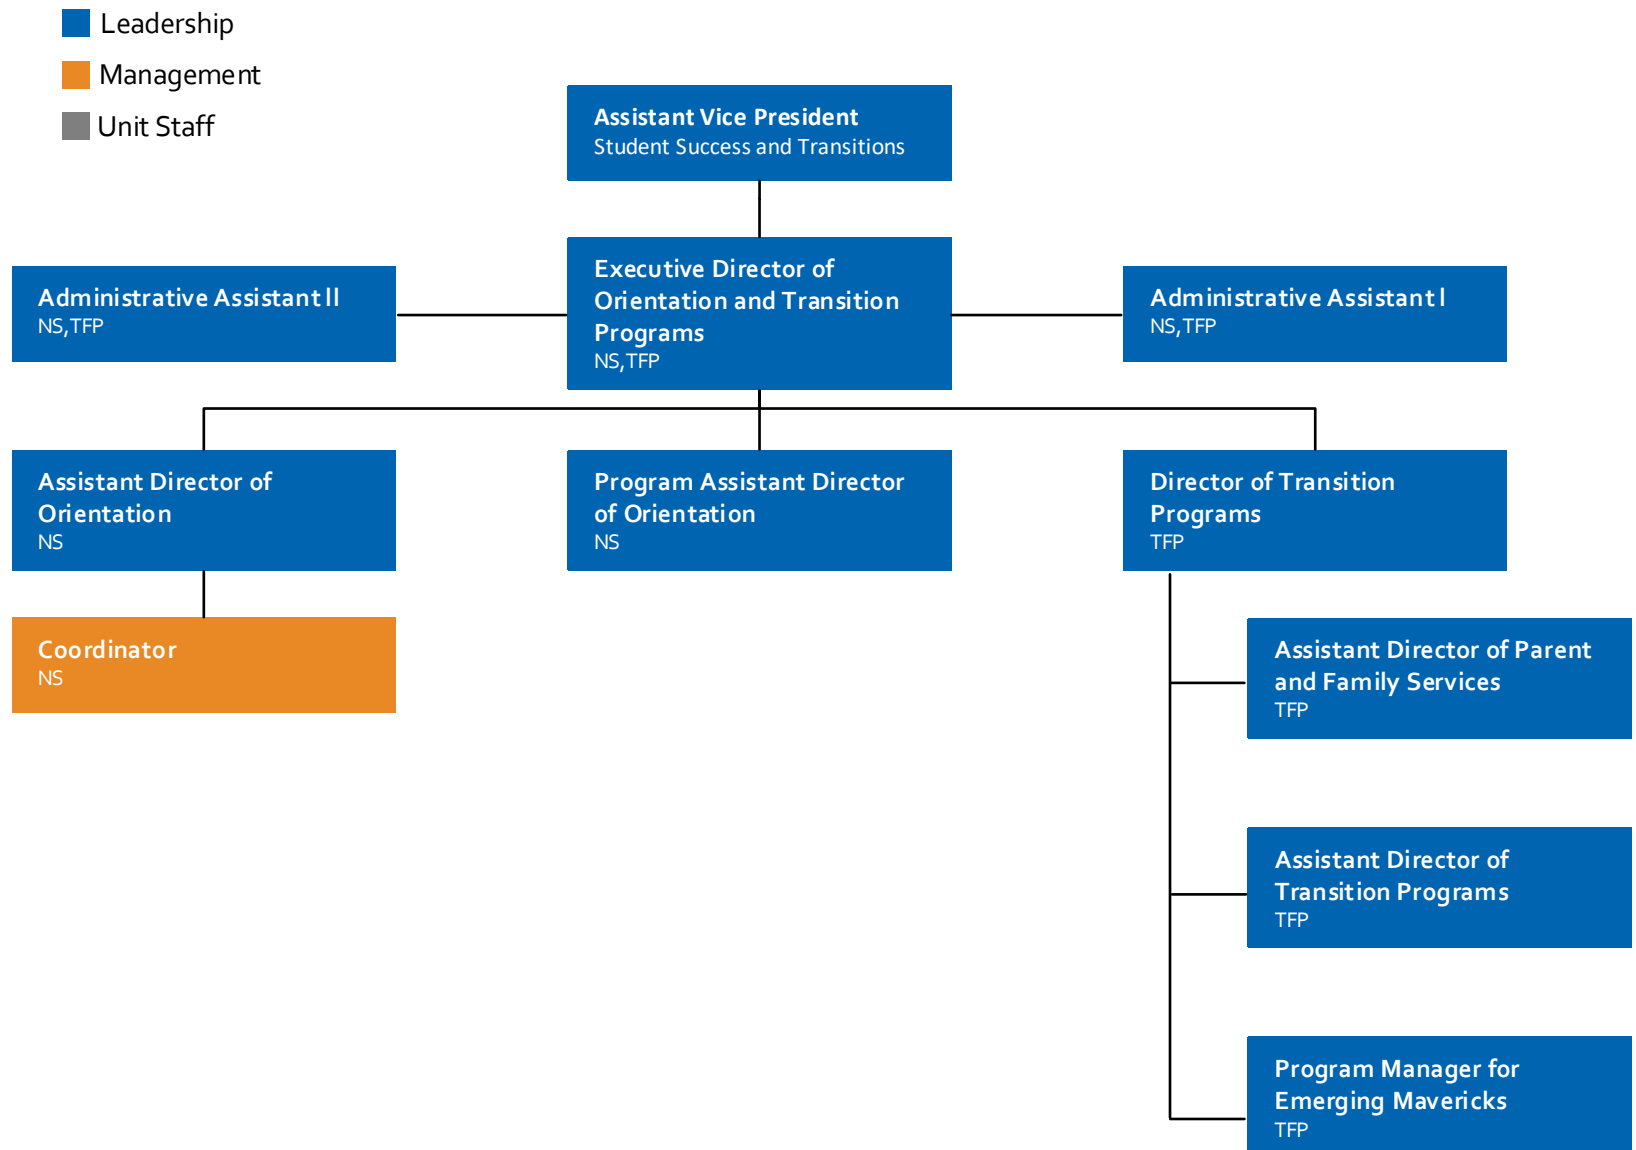 Leadership
Management
Unit Staff
Assistant Vice President
Student Success and Transitions
Administrative Assistant ll
NS,TFP
Executive Director of
Orientation and Transition
Programs
NS,TFP
Administrative Assistant l
NS,TFP
Assistant Director of
Orientation
NS
Program Assistant Director
of Orientation
NS
Director of Transition
Programs
TFP
Coordinator
NS
Assistant Director of Parent
and Family Services
TFP
Assistant Director of
Transition Programs
TFP
Program Manager for
Emerging Mavericks
TFP